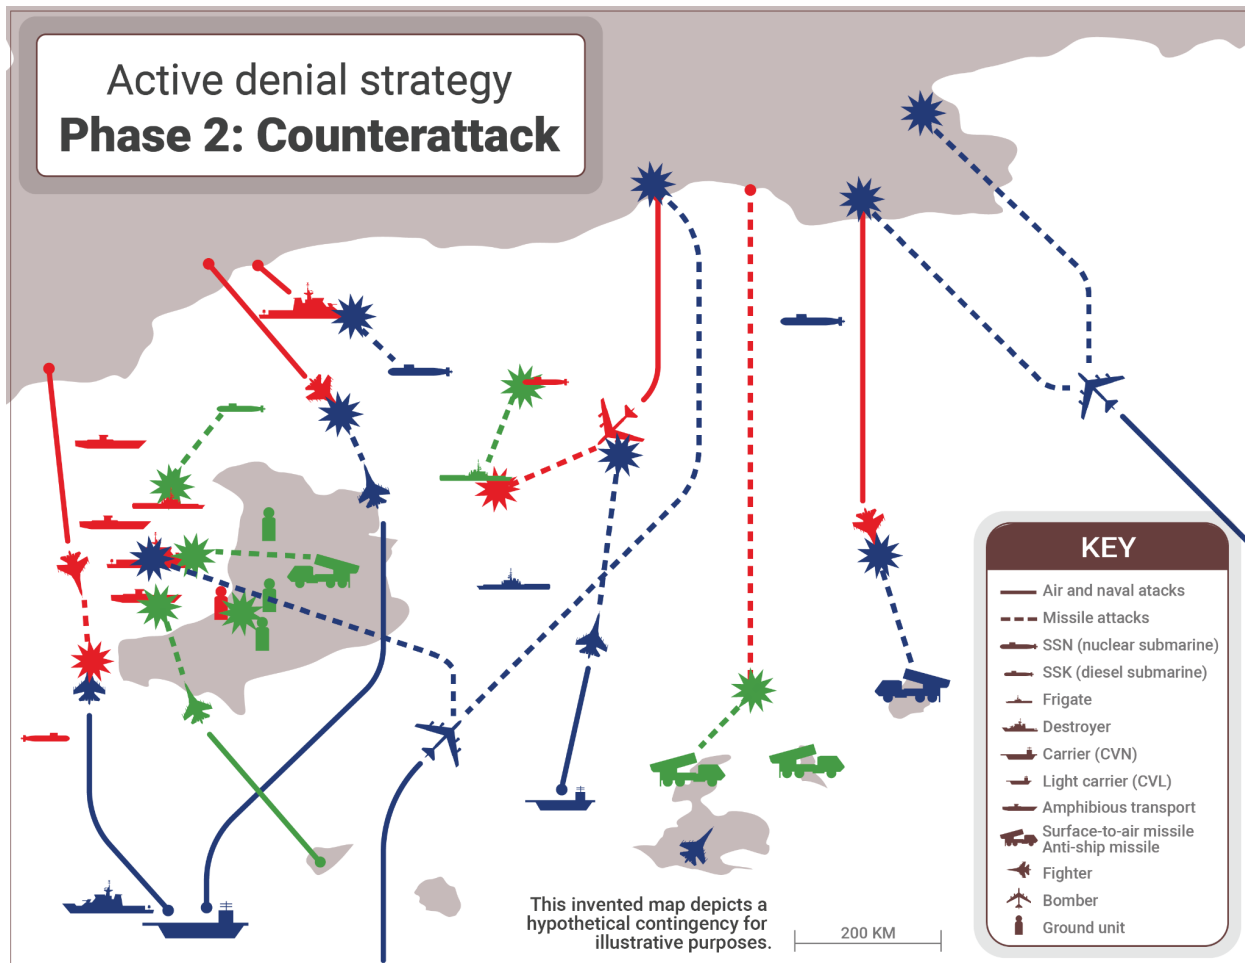 Active denial strategy
Phase 2: Counterattack
KEY
Air and naval atacks
Missile attacks
SSN (nuclear submarine)
SSK (diesel submarine)
Frigate
Destroyer
Carrier (CVN)
Light carrier (CVL)
Amphibious transport
Surface-to-air missile
Anti-ship missile
Fighter
Bomber
Ground unit
This invented map depicts a
hypothetical contingency for
illustrative purposes.
200 KM